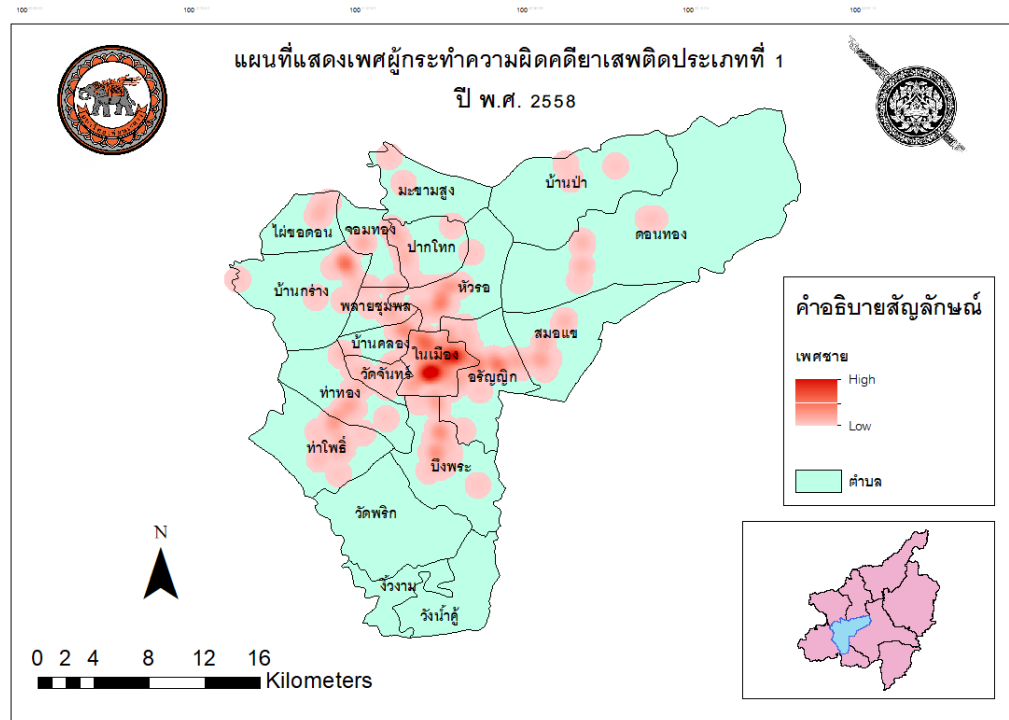 แผนที่แสดงเพศผู้กระทำความผิดคดียาเสพติดประเภทที่ 1
ปี พ.ศ. 2558
มะขามสูง
บ้านป่า
ไผ่ขอดอน
จอมทอง
ปากโทก
ดอนทอง
บ้านกร่าง
หัวรอ
พลายชุมพล
สมอแข
บ้านคลอง
ในเมือง
วัดจันทร์
อรัญญิก
ท่าทอง
ท่าโพธิ์
บึงพระ
วัดพริก
งิ้วงาม
วังน้ำคู้
คำอธิบายสัญลักษณ์
เพศชาย
High
Low
ตำบล
N
0 2 4 8 12 16
Kilometers